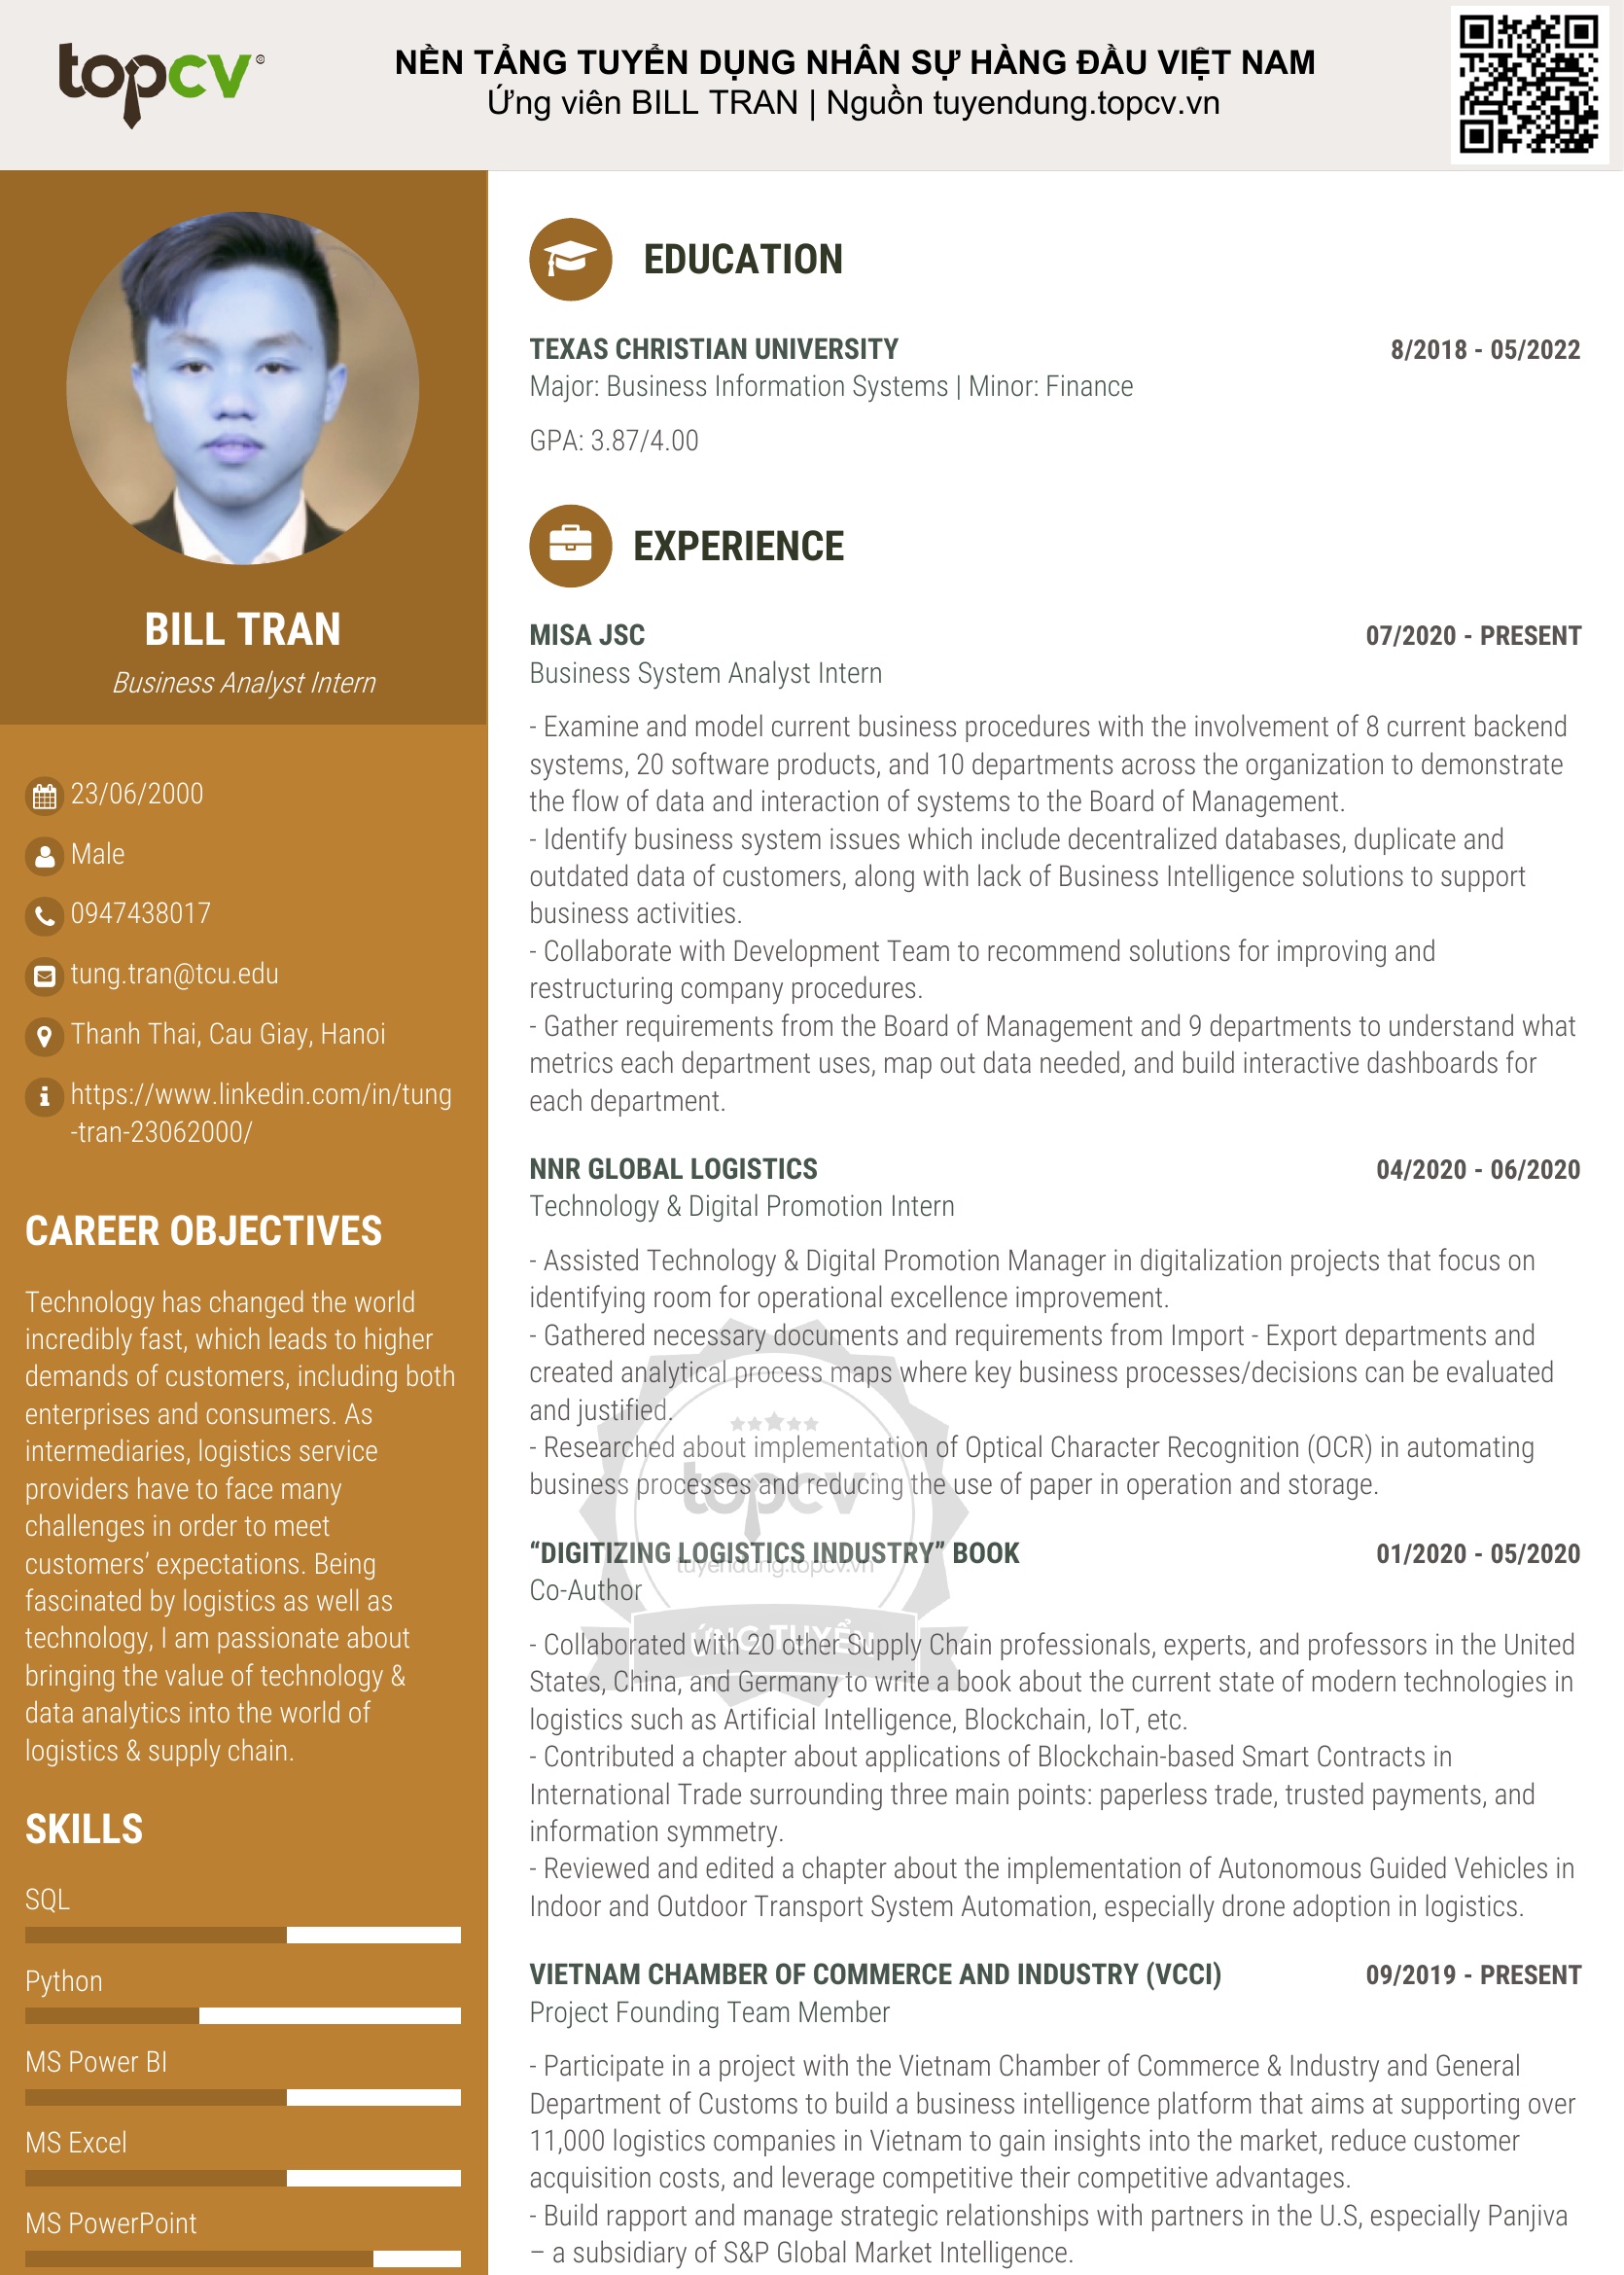 topcv
NỀN TẢNG TUYỂN DỤNG NHÂN SỰ HÀNG ĐẦU VIỆT NAM
Ứng viên BILL TRAN | Nguồn tuyendung.topcv.vn
BILL TRAN
Business Analyst Intern
23/06/2000
Male
0947438017
tung.tran@tcu.edu
Thanh Thai, Cau Giay, Hanoi
https://www.linkedin.com/in/tung
-tran-23062000/
CAREER OBJECTIVES
Technology has changed the world
incredibly fast, which leads to higher
demands of customers, including both
enterprises and consumers. As
intermediaries, logistics service
providers have to face many
challenges in order to meet
customers’ expectations. Being
fascinated by logistics as well as
technology, I am passionate about
bringing the value of technology &
data analytics into the world of
logistics & supply chain.
SKILLS
SQL
Python
MS Power BI
MS Excel
MS PowerPoint
EDUCATION
TEXAS CHRISTIAN UNIVERSITY 8/2018 - 05/2022
Major: Business Information Systems | Minor: Finance
GPA: 3.87/4.00
EXPERIENCE
MISA JSC 07/2020 - PRESENT
Business System Analyst Intern
- Examine and model current business procedures with the involvement of 8 current backend
systems, 20 software products, and 10 departments across the organization to demonstrate
the flow of data and interaction of systems to the Board of Management.
- Identify business system issues which include decentralized databases, duplicate and
outdated data of customers, along with lack of Business Intelligence solutions to support
business activities.
- Collaborate with Development Team to recommend solutions for improving and
restructuring company procedures.
- Gather requirements from the Board of Management and 9 departments to understand what
metrics each department uses, map out data needed, and build interactive dashboards for
each department.
NNR GLOBAL LOGISTICS 04/2020 - 06/2020
Technology & Digital Promotion Intern
- Assisted Technology & Digital Promotion Manager in digitalization projects that focus on
identifying room for operational excellence improvement.
- Gathered necessary documents and requirements from Import - Export departments and
created analytical process maps where key business processes/decisions can be evaluated
and justified.
- Researched about implementation of Optical Character Recognition (OCR) in automating
business processes and reducing the use of paper in operation and storage.
topcv
“DIGITIZING LOGISTICS INDUSTRY” BOOK 01/2020 - 05/2020
tuyendung.topcv.vn
Co-Author
ỨNG TUYỂN
- Collaborated with 20 other Supply Chain professionals, experts, and professors in the United
States, China, and Germany to write a book about the current state of modern technologies in
logistics such as Artificial Intelligence, Blockchain, IoT, etc.
- Contributed a chapter about applications of Blockchain-based Smart Contracts in
International Trade surrounding three main points: paperless trade, trusted payments, and
information symmetry.
- Reviewed and edited a chapter about the implementation of Autonomous Guided Vehicles in
Indoor and Outdoor Transport System Automation, especially drone adoption in logistics.
VIETNAM CHAMBER OF COMMERCE AND INDUSTRY (VCCI) 09/2019 - PRESENT
Project Founding Team Member
- Participate in a project with the Vietnam Chamber of Commerce & Industry and General
Department of Customs to build a business intelligence platform that aims at supporting over
11,000 logistics companies in Vietnam to gain insights into the market, reduce customer
acquisition costs, and leverage competitive their competitive advantages.
- Build rapport and manage strategic relationships with partners in the U.S, especially Panjiva
– a subsidiary of S&P Global Market Intelligence.